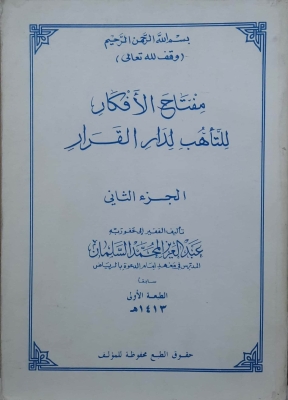 بسم الله الرحمن الرحيم
(وقف لله تعالى)
مفتاح الأفكار
للتأهب لدار القرار
الجزء الثاني
تأليف الفقير إلى عفو ربه
عبد العزيز المحمد السلمان
المدرس في معهد إمام الدعوة بالرياض
سابقا
الطبعة الأولى
١٤١٣هـ
حقوق الطبع محفوظة للمؤلف